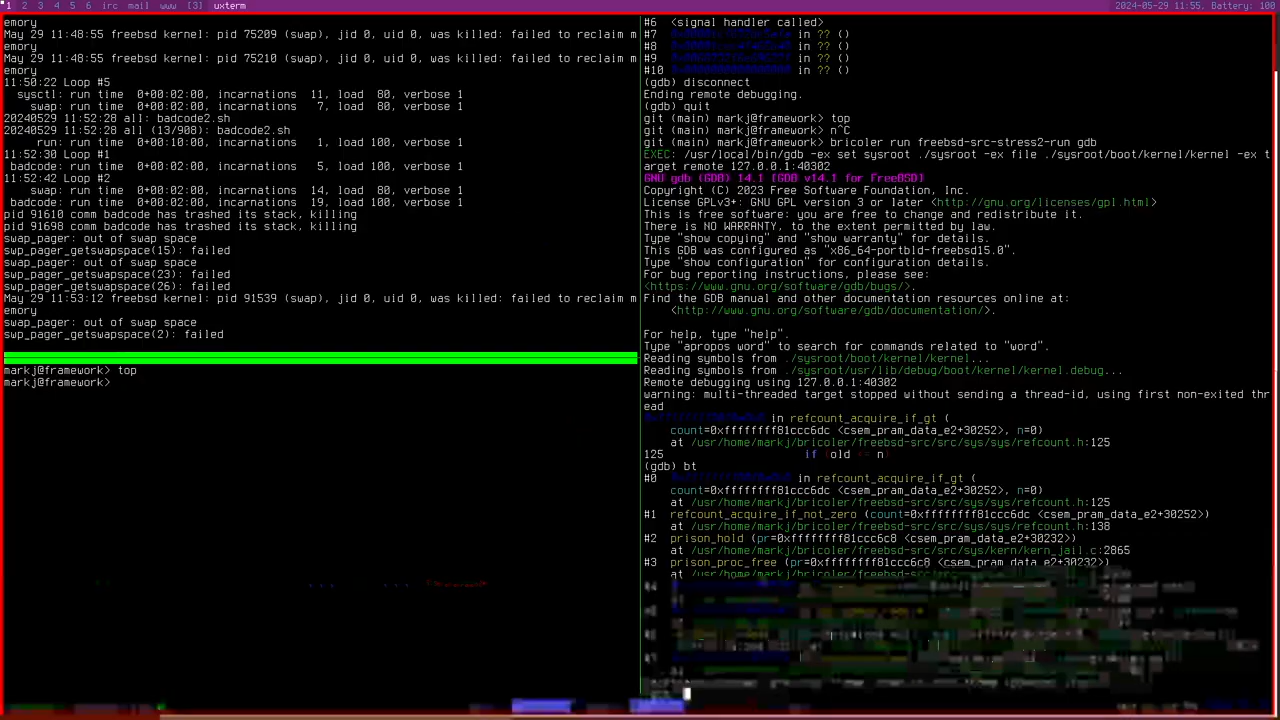 1 2 3 4 5 6 irc mail www [3] uxterm
2024-05-29 11:55, Battery: 100
emory
May 29 11:48:55 freebsd kernel: pid 75209 (swap), jid 0, uid 0, was killed: failed to reclaim m
emory
May 29 11:48:55 freebsd kernel: pid 75210 (swap), jid 0, uid 0, was killed: failed to reclaim m
emory
11:50:22 Loop #5
sysctl: run time 0+00:02:00, incarnations 11, load 80, verbose 1
swap: run time 0+00:02:00, incarnations 7, load 80, verbose 1
20240529 11:52:28 all: badcode2.sh
20240529 11:52:28 all (13/908): badcode2.sh
run: run time 0+00:10:00, incarnations 1, load 100, verbose 1
11:52:30 Loop #1
badcode: run time 0+00:02:00, incarnations 5, load 100, verbose 1
11:52:42 Loop #2
swap: run time 0+00:02:00, incarnations 14, load 80, verbose 1
badcode: run time 0+00:02:00, incarnations 19, load 100, verbose 1
pid 91610 comm badcode has trashed its stack, killing
pid 91698 comm badcode has trashed its stack, killing
swap_pager: out of swap space
swp_pager_getswapspace(15): failed
swap_pager: out of swap space
swp_pager_getswapspace(23): failed
swp_pager_getswapspace(26): failed
May 29 11:53:12 freebsd kernel: pid 91539 (swap), jid 0, uid 0, was killed: failed to reclaim m
emory
swap_pager: out of swap space
swp_pager_getswapspace(2): failed
markj@framework> top
markj@framework>
#6 <signal handler called>
#7 in ?? ()
#8 in ?? ()
#9 in ?? ()
#10 in ?? ()
(gdb) disconnect
Ending remote debugging.
(gdb) quit
git (main) markj@framework> top
git (main) markj@framework> n^C
git (main) markj@framework> bricoler run freebsd-src-stress2-run gdb
EXEC: /usr/local/bin/gdb -ex set sysroot ./sysroot -ex file ./sysroot/boot/kernel/kernel -ex t
arget remote 127.0.0.1:40302
GNU gdb (GDB) 14.1 [GDB v14.1 for FreeBSD]
Copyright (C) 2023 Free Software Foundation, Inc.
License GPLv3+: GNU GPL version 3 or later <http://gnu.org/licenses/gpl.html>
This is free software: you are free to change and redistribute it.
There is NO WARRANTY, to the extent permitted by law.
Type "show copying" and "show warranty" for details.
This GDB was configured as "x86_64-portbld-freebsd15.0".
Type "show configuration" for configuration details.
For bug reporting instructions, please see:
<https://www.gnu.org/software/gdb/bugs/>.
Find the GDB manual and other documentation resources online at:
<http://www.gnu.org/software/gdb/documentation/>.
For help, type "help".
Type "apropos word" to search for commands related to "word".
Reading symbols from ./sysroot/boot/kernel/kernel...
Reading symbols from ./sysroot/usr/lib/debug/boot/kernel/kernel.debug...
Remote debugging using 127.0.0.1:40302
warning: multi-threaded target stopped without sending a thread-id, using first non-exited thr
ead
in refcount_acquire_if_gt (
count=0xffffffff81ccc6dc <csem_pram_data_e2+30252>, n=0)
at /usr/home/markj/bricoler/freebsd-src/src/sys/sys/refcount.h:125
125 if (old <= n)
(gdb) bt
#0 in refcount_acquire_if_gt (
count=0xffffffff81ccc6dc <csem_pram_data_e2+30252>, n=0)
at /usr/home/markj/bricoler/freebsd-src/src/sys/sys/refcount.h:125
#1 refcount_acquire_if_not_zero (count=0xffffffff81ccc6dc <csem_pram_data_e2+30252>)
at /usr/home/markj/bricoler/freebsd-src/src/sys/sys/refcount.h:138
#2 prison_hold (pr=0xffffffff81ccc6c8 <csem_pram_data_e2+30232>)
at /usr/home/markj/bricoler/freebsd-src/src/sys/kern/kern_jail.c:2865
#3 prison_proc_free (pr=0xffffffff81ccc6c8 <csem_pram_data_e2+30232>)